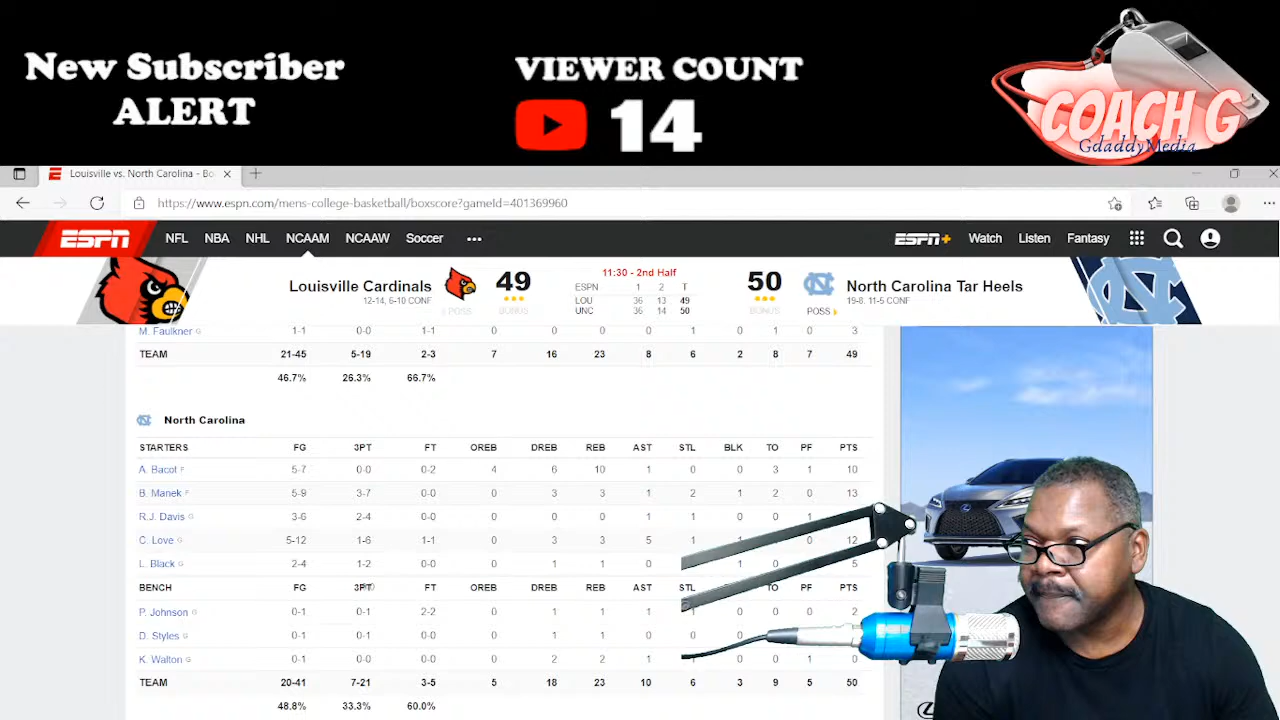 New Subscriber
ALERT
VIEWER COUNT
14
COACH G
GdaddyMedia
Louisville vs. North Carolina - Bo
https://www.espn.com/mens-college-basketball/boxscore?gameId=401369960
ESPN NFL NBA NHL NCAAM NCAAW Soccer ... ESPN+ Watch Listen Fantasy
Louisville Cardinals 49 11:30 - 2nd Half 50 North Carolina Tar Heels
12-14, 6-10 CONF ESPN 1 2 T 19-8, 11-5 CONF
POSS BONUS LOU 36 13 49 BONUS POSS
UNC 36 14 50
M. Faulkner G 1-1 0-0 1-1 0 0 0 0 1 0 1 0 3
TEAM 21-45 5-19 2-3 7 16 23 8 6 2 8 7 49
46.7% 26.3% 66.7%
North Carolina
STARTERS FG 3PT FT OREB DREB REB AST STL BLK TO PF PTS
A. Bacot F 5-7 0-0 0-2 4 6 10 1 0 0 3 1 10
B. Manek F 5-9 3-7 0-0 0 3 3 1 2 1 2 0 13
R.J. Davis G 3-6 2-4 0-0 0 0 0 1 1 0 1
C. Love G 5-12 1-6 1-1 0 3 3 5 1 1 0 12
L. Black G 2-4 1-2 0-0 0 1 1 0 1 0 5
BENCH FG 3PT FT OREB DREB REB AST STL BLK TO PF PTS
P. Johnson G 0-1 0-1 2-2 0 1 1 1 1 0 0 1 2
D. Styles G 0-1 0-1 0-0 0 1 1 0 0
K. Walton G 0-1 0-0 0-0 0 2 2 1 1 0 0 1 0
TEAM 20-41 7-21 3-5 5 18 23 10 6 3 9 5 50
48.8% 33.3% 60.0%